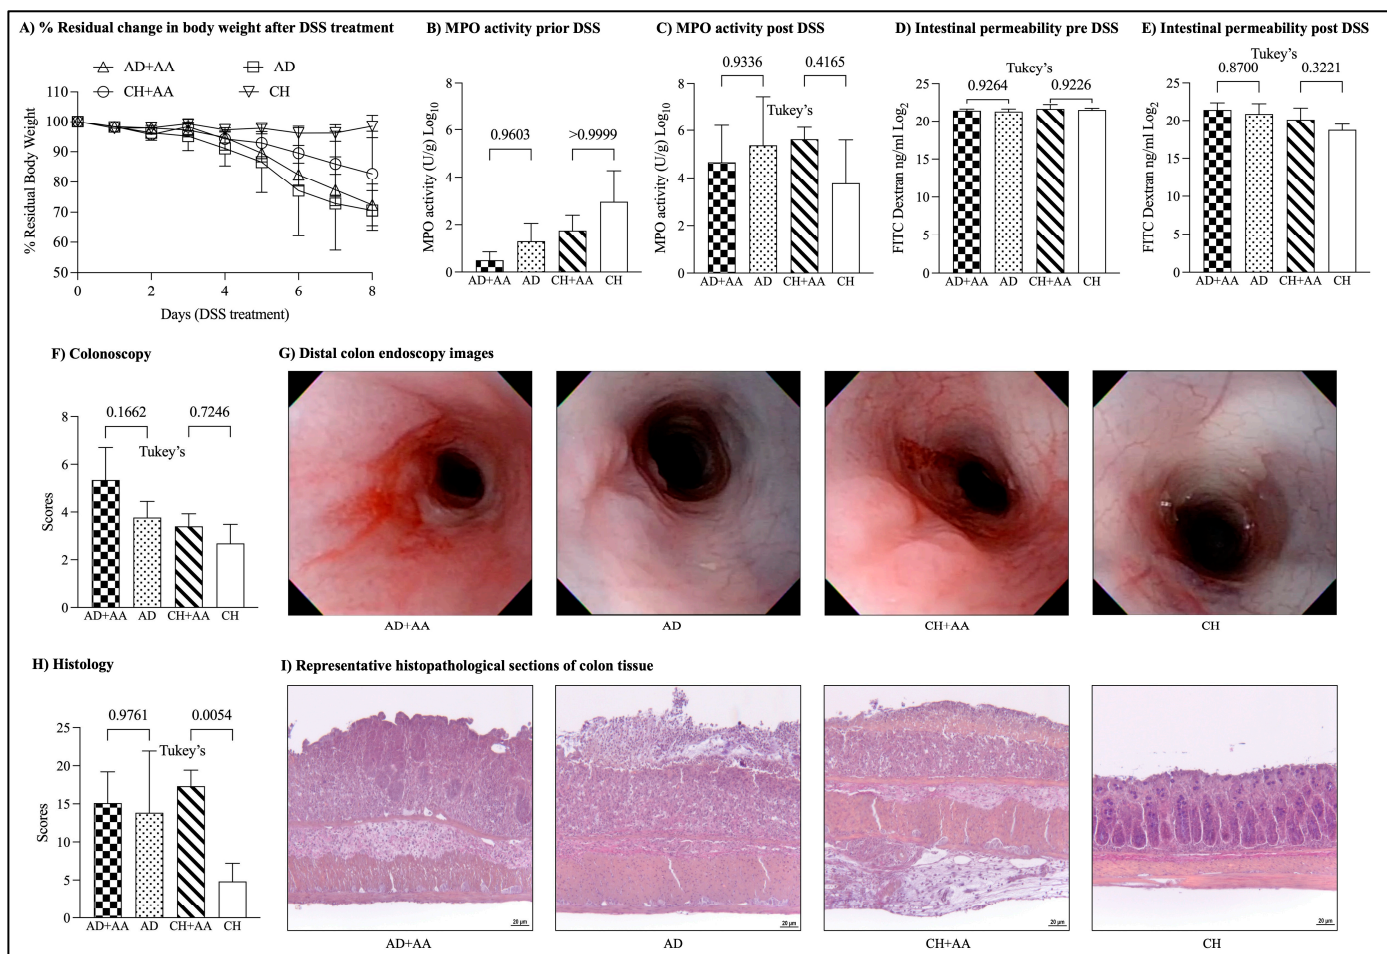 A) % Residual change in body weight after DSS treatment
AD+AA
AD
CH+AA
CH
110
100
90
80
70
60
50
% Residual Body Weight
0
2
4
6
8
Days (DSS treatment)
B) MPO activity prior DSS
8
6
4
2
0
MPO activity (U/g) Log10
0.9603
>0.9999
AD+AA
AD
CH+AA
CH
C) MPO activity post DSS
0.9336
0.4165
Tukey's
8
6
4
2
0
MPO activity (U/g) Log10
AD+AA
AD
CH+AA
CH
D) Intestinal permeability pre DSS
Tukey's
0.9264
0.9226
25
20
15
10
5
0
FITC Dextran ng/ml Log2
AD+AA
AD
CH+AA
CH
E) Intestinal permeability post DSS
Tukey's
0.8700
0.3221
25
20
15
10
5
0
FITC Dextran ng/ml Log2
AD+AA
AD
CH+AA
CH
F) Colonoscopy
0.1662
0.7246
Tukey's
8
6
4
2
0
Scores
AD+AA
AD
CH+AA
CH
G) Distal colon endoscopy images
AD+AA
AD
CH+AA
CH
H) Histology
0.9761
0.0054
Tukey's
25
20
15
10
5
0
Scores
AD+AA
AD
CH+AA
CH
I) Representative histopathological sections of colon tissue
20 µm
20 µm
20 µm
20 µm
AD+AA
AD
CH+AA
CH